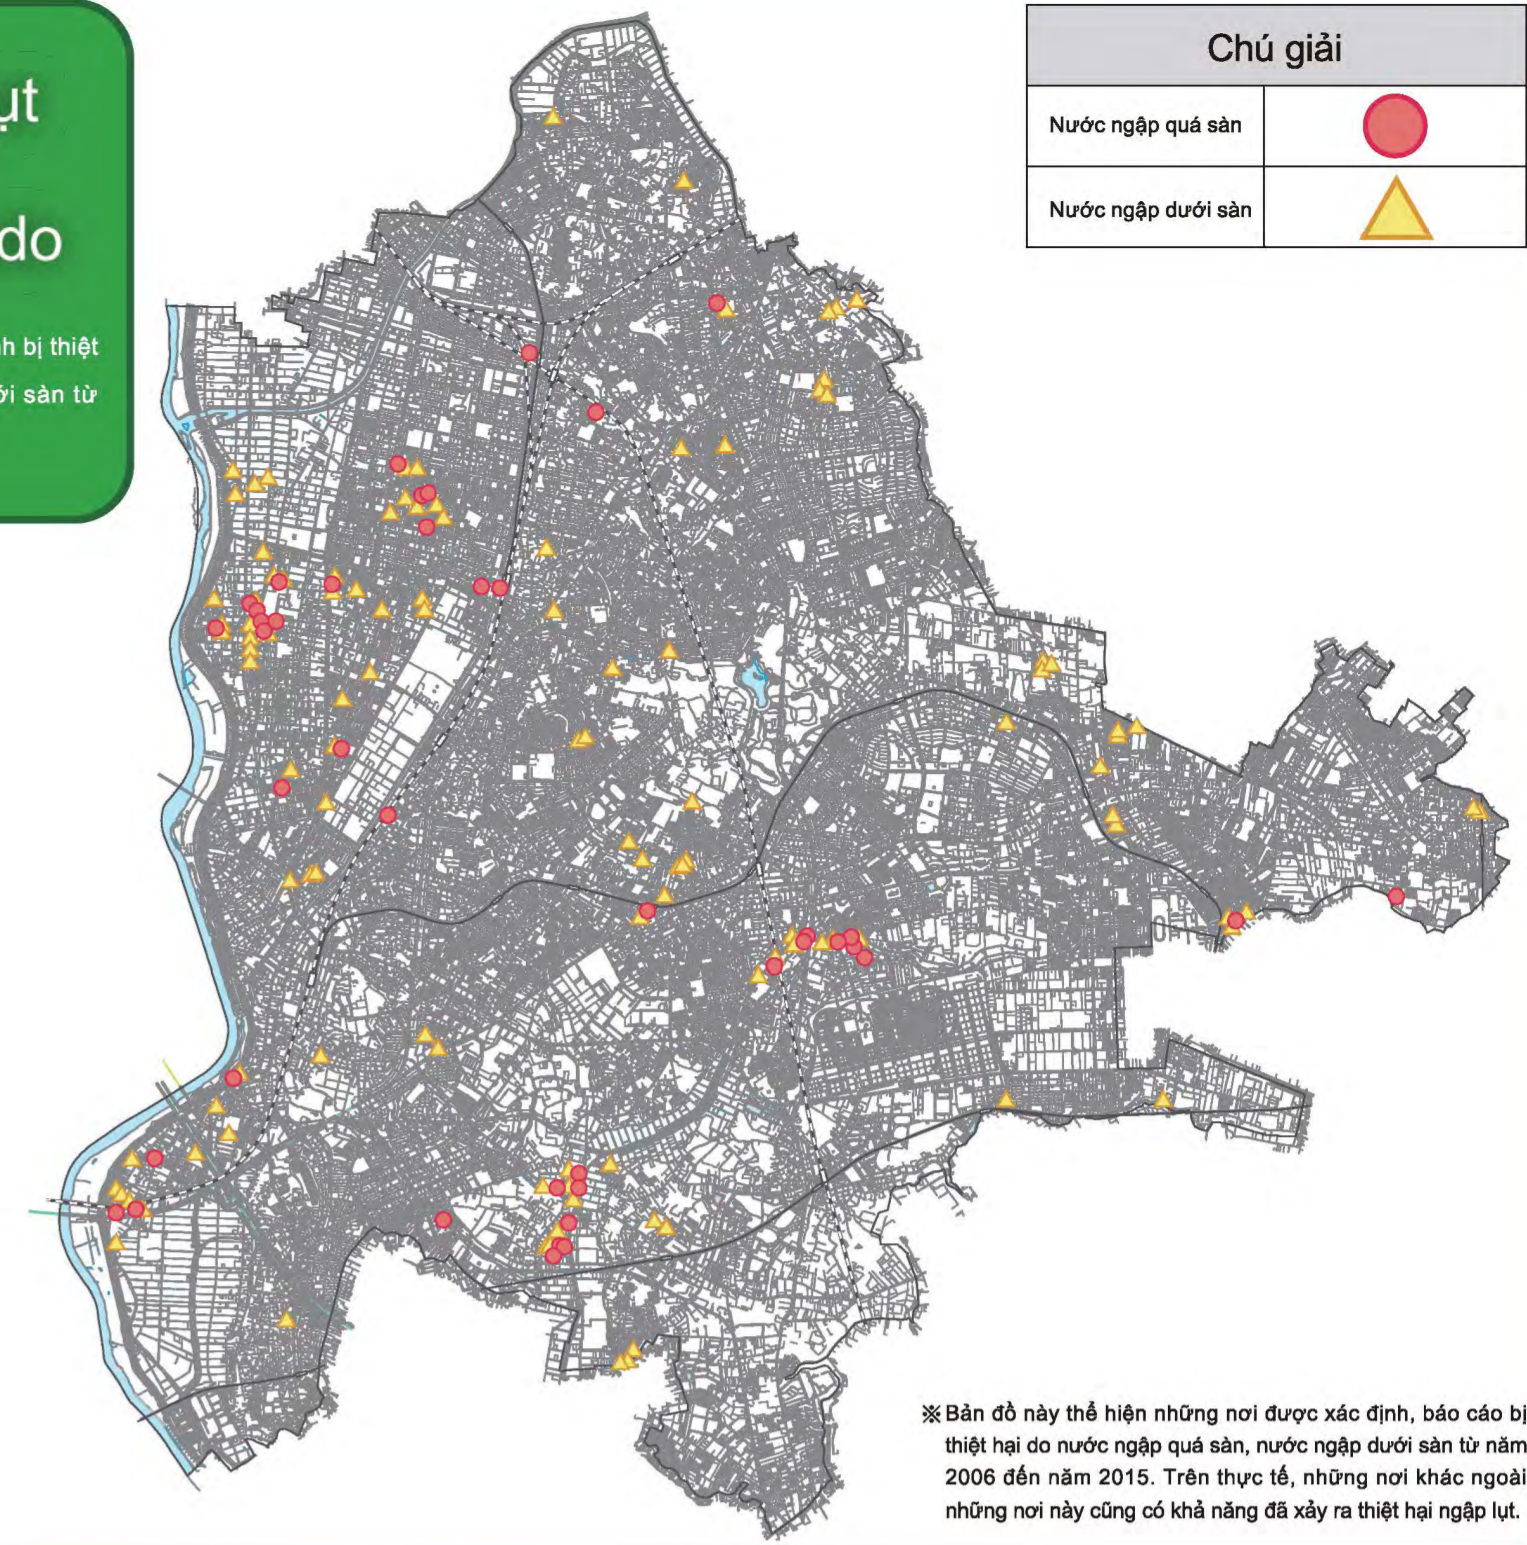 ụt
do
nh bị thiệt
ới sàn từ
Chú giải
Nước ngập quá sàn
Nước ngập dưới sàn
※Bản đồ này thể hiện những nơi được xác định, báo cáo bị
thiệt hại do nước ngập quá sàn, nước ngập dưới sàn từ năm
2006 đến năm 2015. Trên thực tế, những nơi khác ngoài
những nơi này cũng có khả năng đã xảy ra thiệt hại ngập lụt.